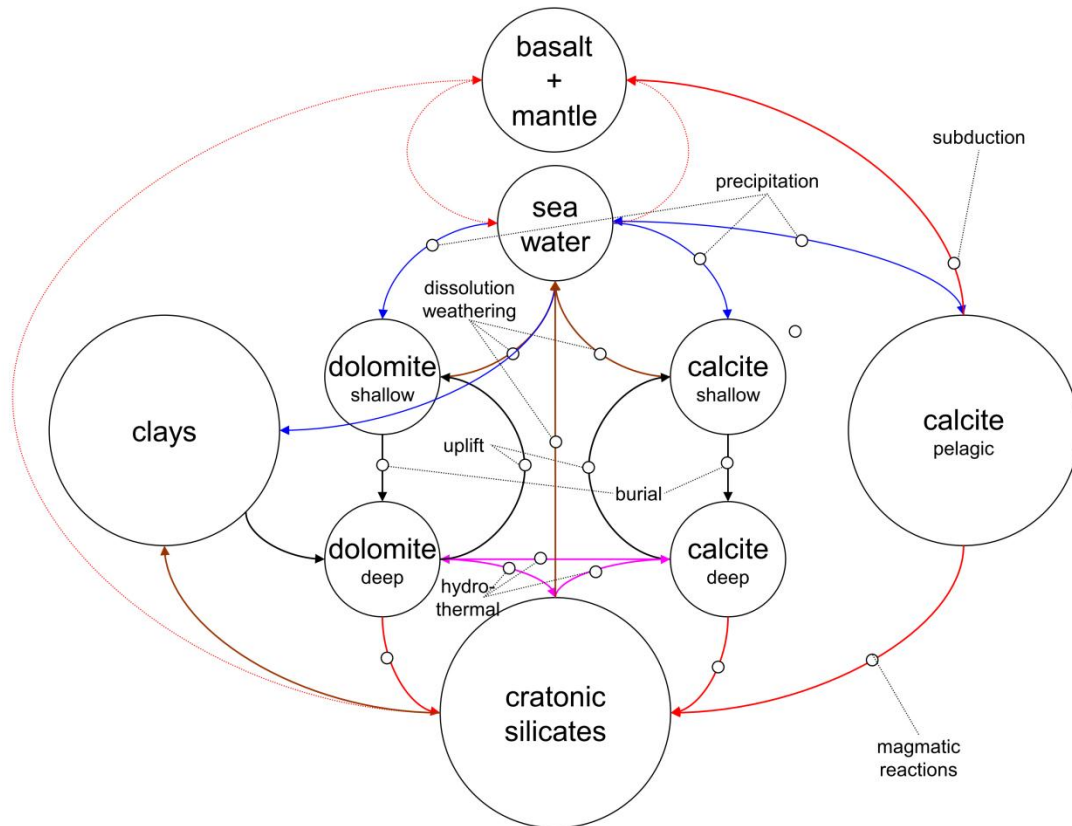 basalt
+
mantle
subduction
precipitation
sea
water
dissolution
weathering
dolomite
shallow
calcite
shallow
clays
calcite
pelagic
uplift
burial
dolomite
deep
calcite
deep
hydro-
thermal
cratonic
silicates
magmatic
reactions